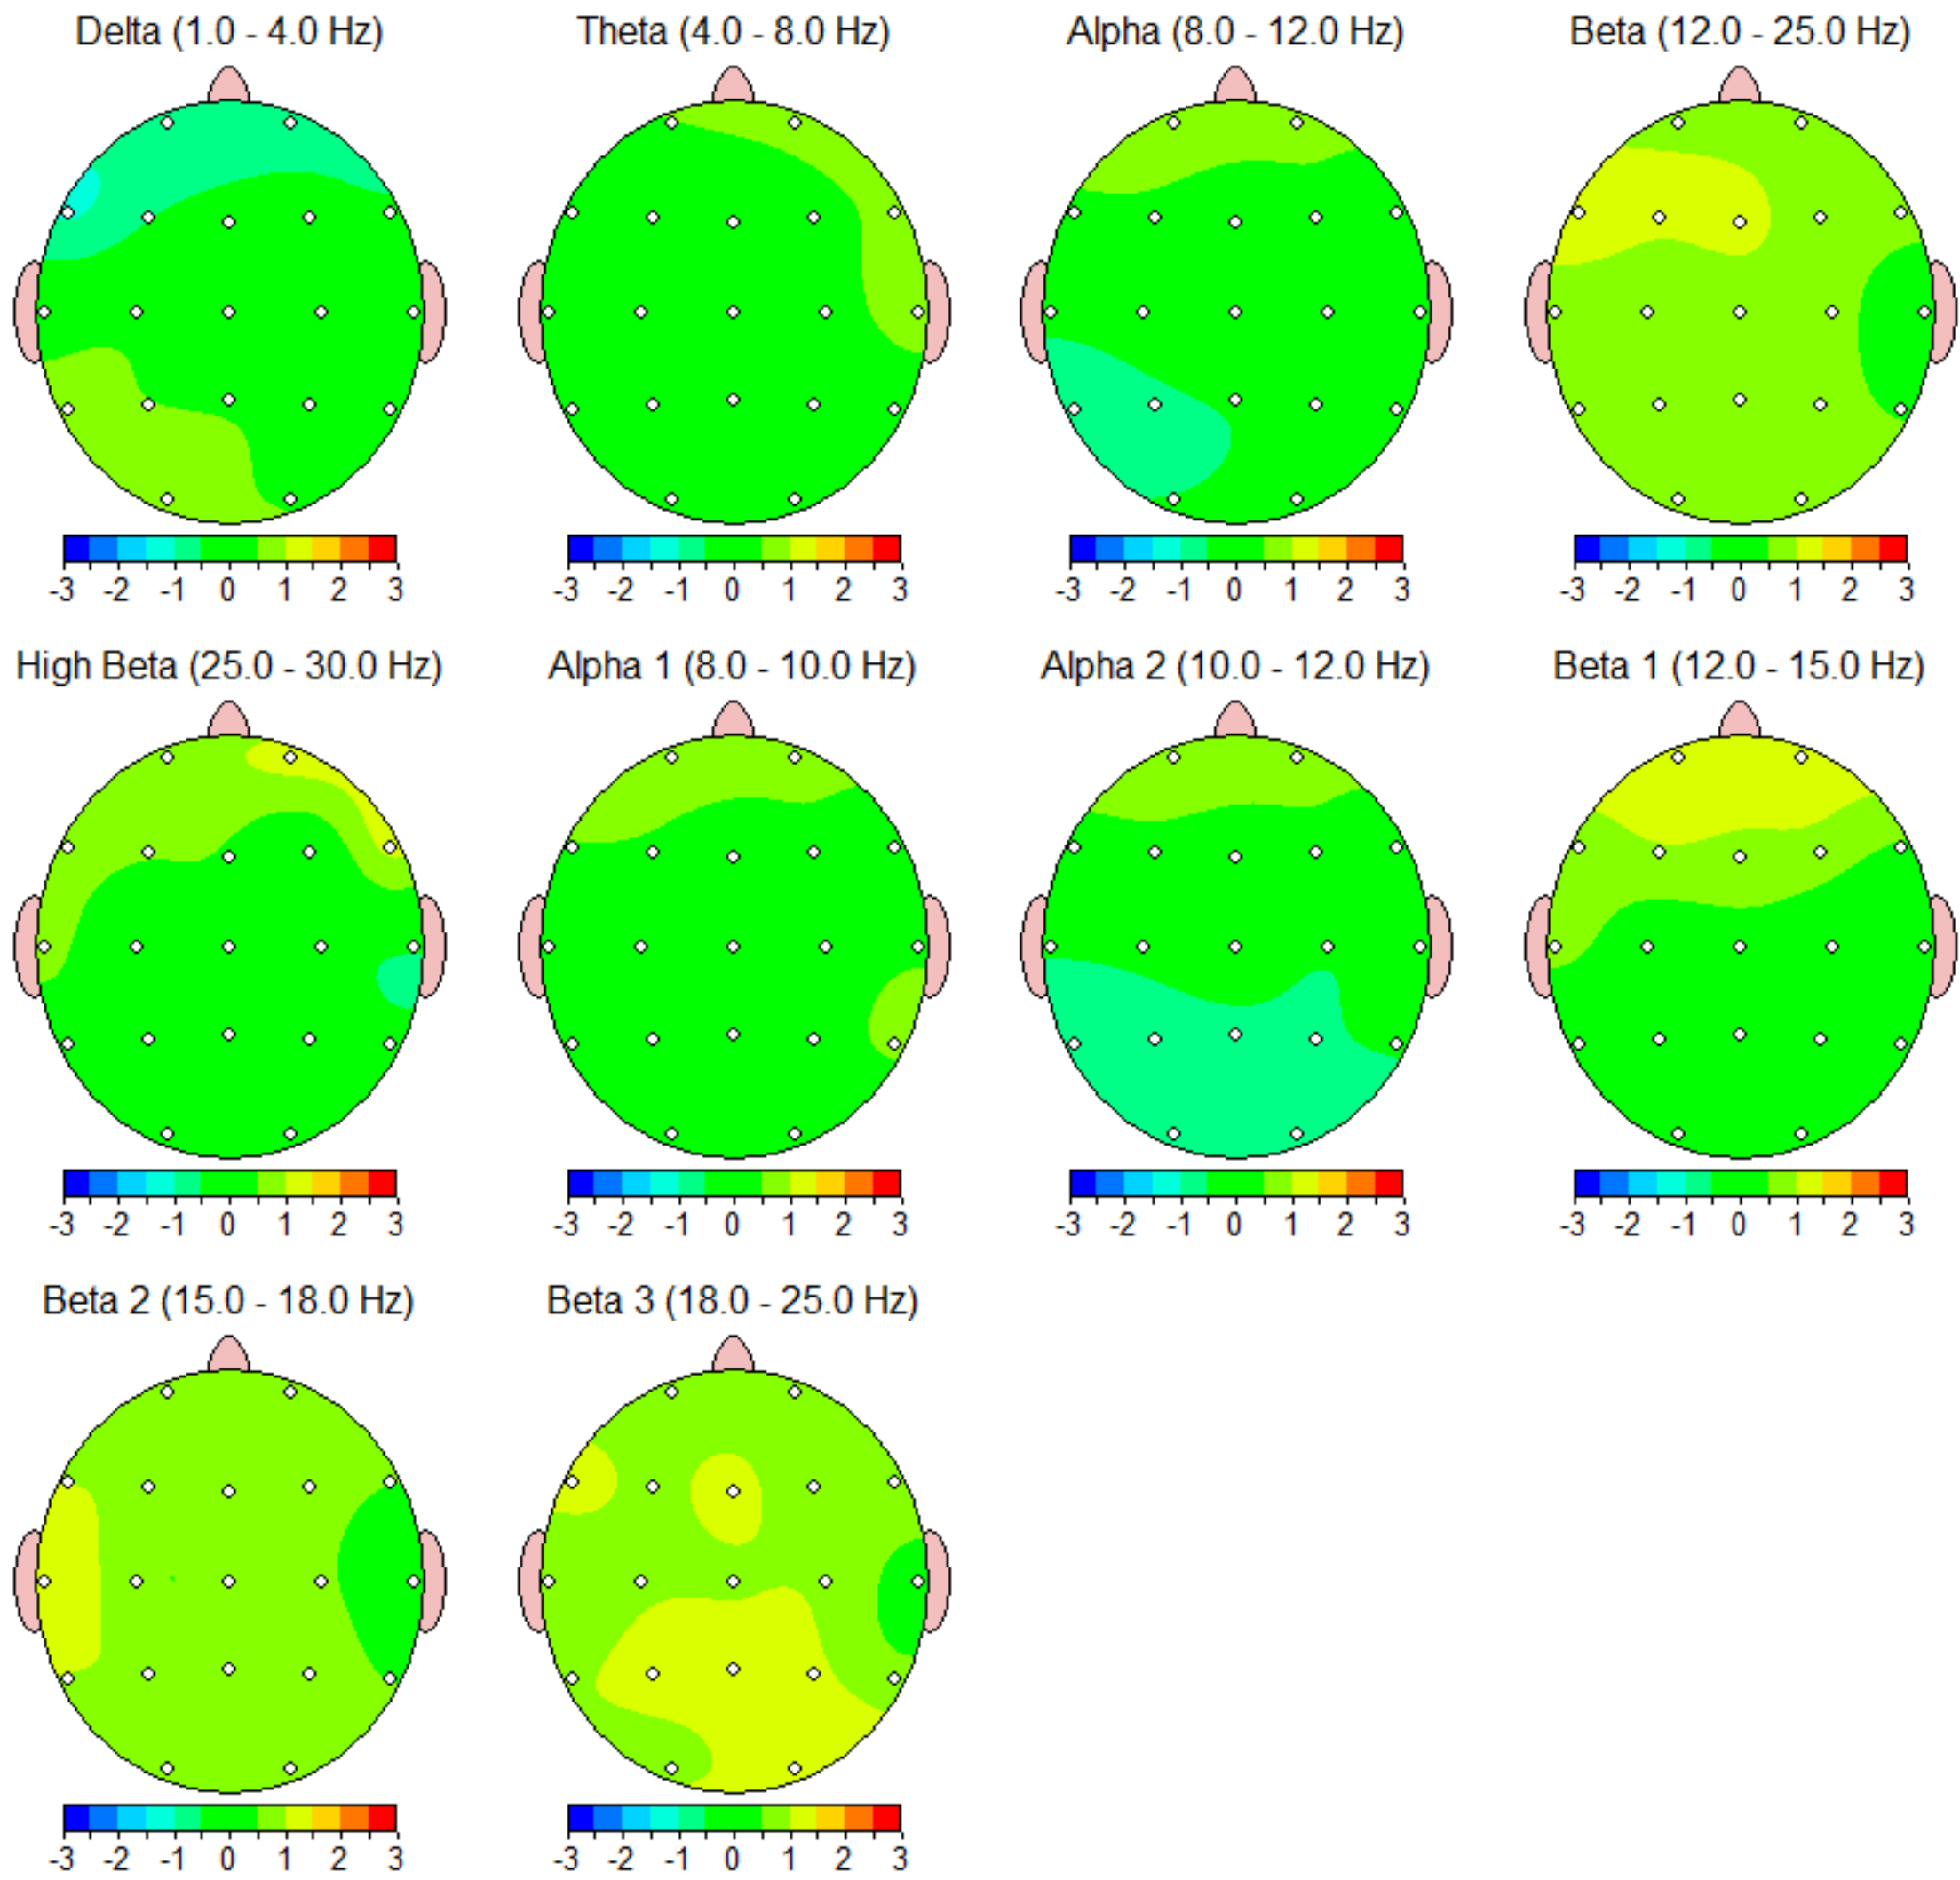 Delta (1.0 - 4.0 Hz) Theta (4.0 - 8.0 Hz) Alpha (8.0 - 12.0 Hz) Beta (12.0 - 25.0 Hz)
-3 -2 -1 0 1 2 3 -3 -2 -1 0 1 2 3 -3 -2 -1 0 1 2 3 -3 -2 -1 0 1 2 3
High Beta (25.0 - 30.0 Hz) Alpha 1 (8.0 - 10.0 Hz) Alpha 2 (10.0 - 12.0 Hz) Beta 1 (12.0 - 15.0 Hz)
-3 -2 -1 0 1 2 3 -3 -2 -1 0 1 2 3 -3 -2 -1 0 1 2 3 -3 -2 -1 0 1 2 3
Beta 2 (15.0 - 18.0 Hz) Beta 3 (18.0 - 25.0 Hz)
-3 -2 -1 0 1 2 3 -3 -2 -1 0 1 2 3